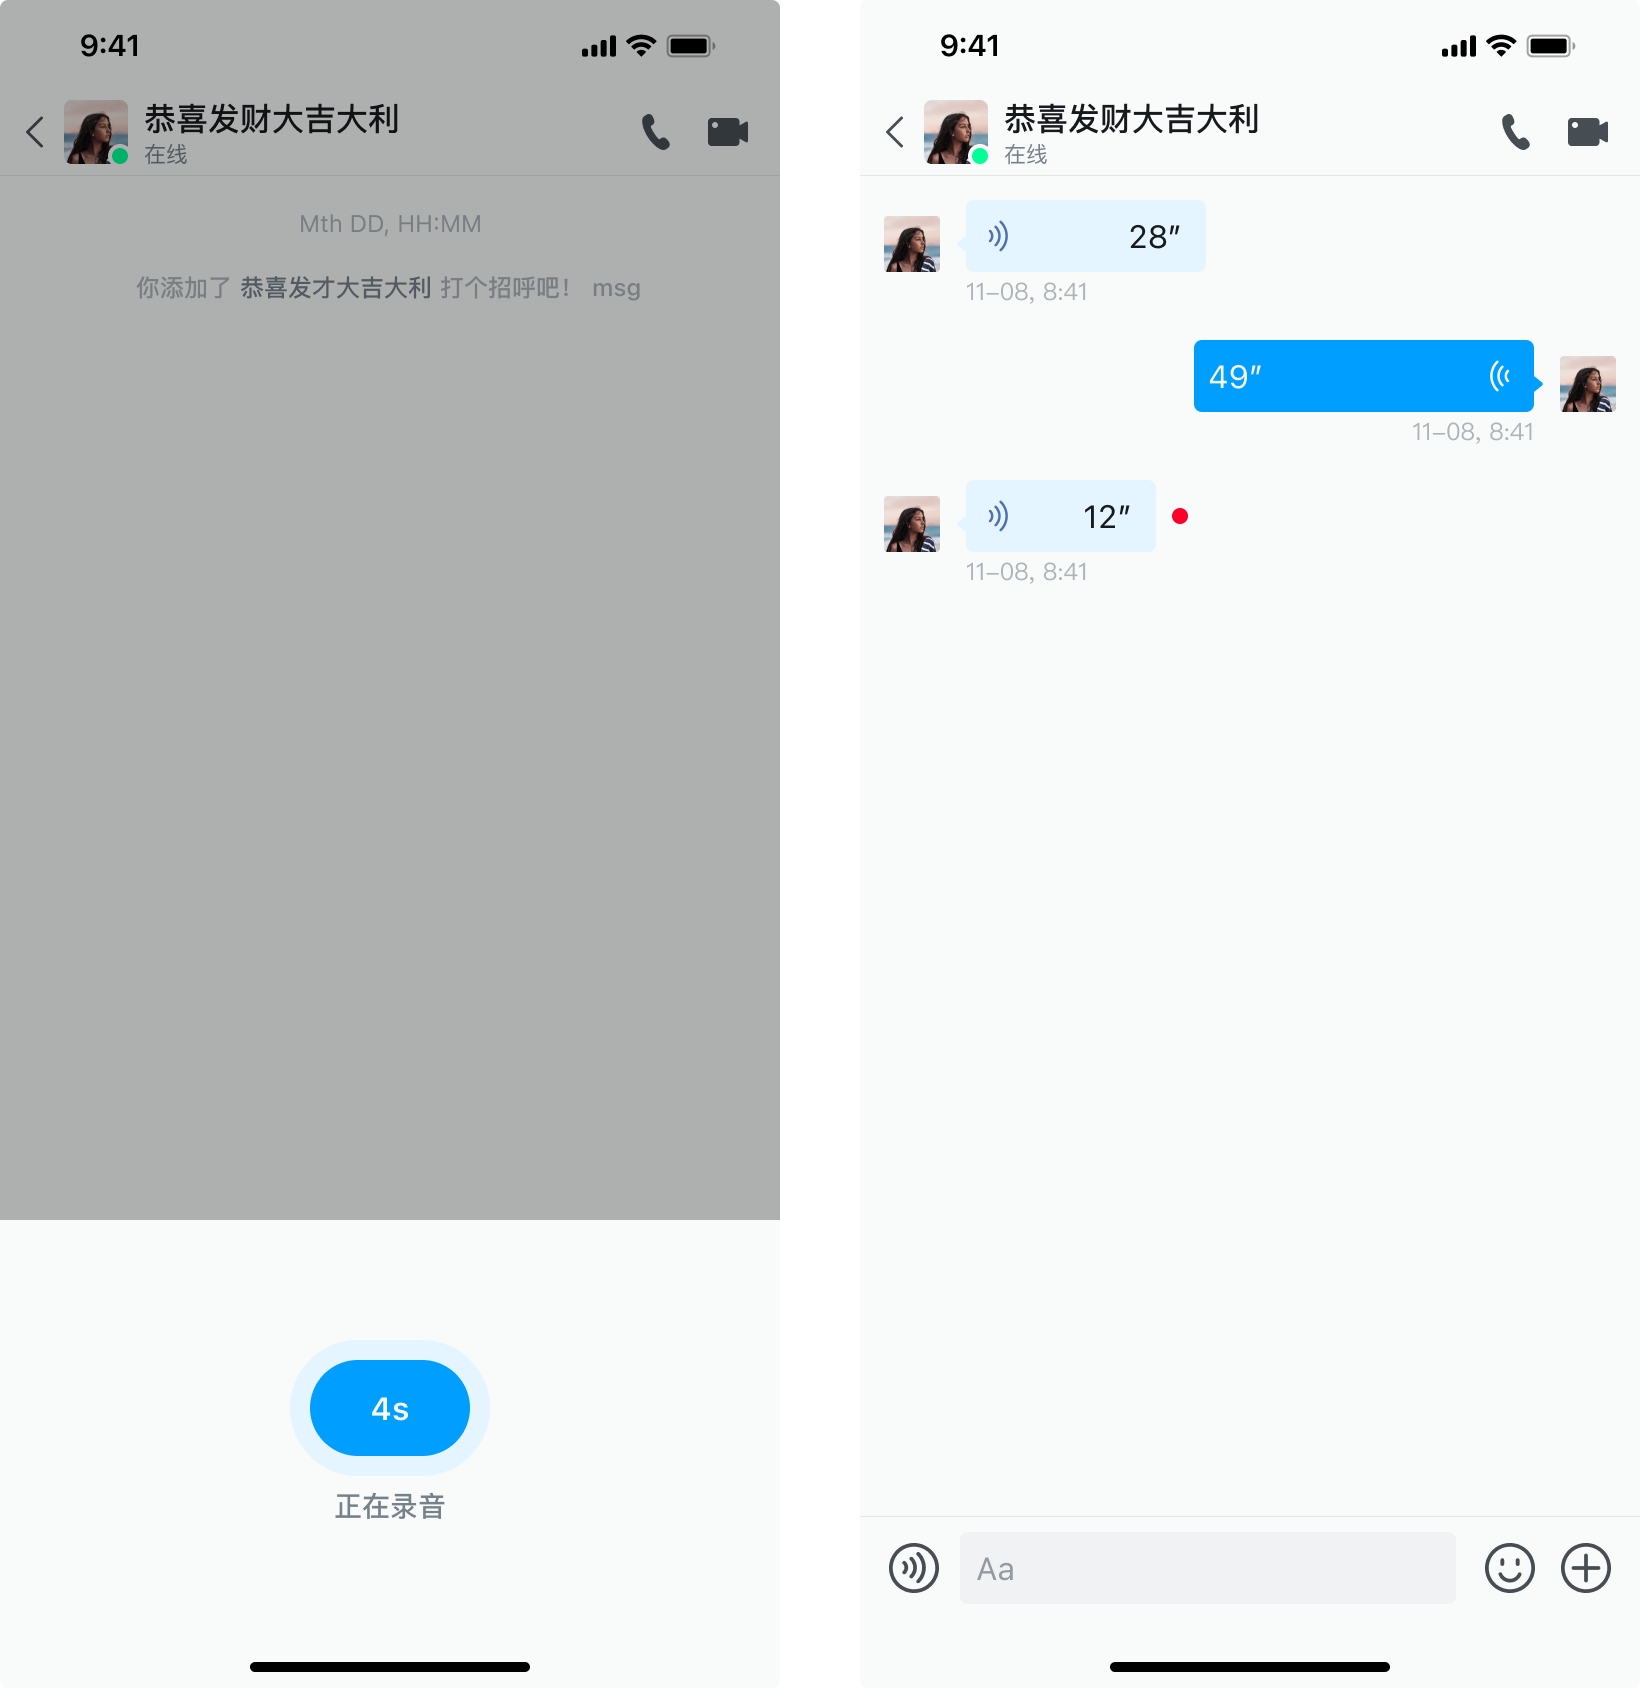 9:41
恭喜发财大吉大利
在线
Mth DD, HH:MM
你添加了 恭喜发才大吉大利 打个招呼吧！ msg
4s
正在录音
9:41
恭喜发财大吉大利
在线
28″
11–08, 8:41
49″
11–08, 8:41
12″
11–08, 8:41
Aa